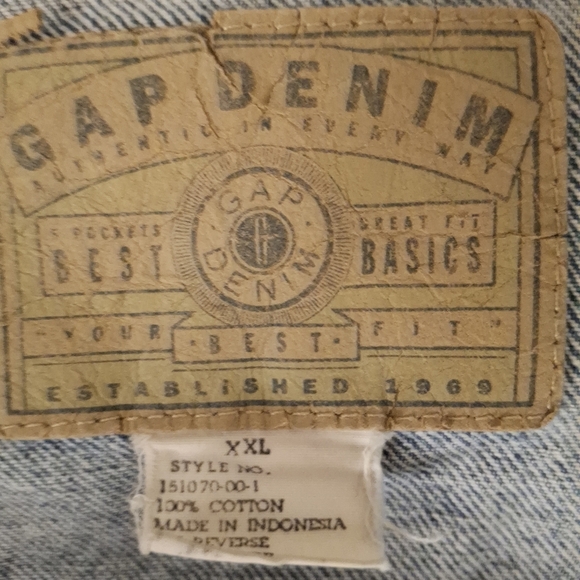 GAP DENIM
AUTHENTIC IN EVERY WAY
GAP
G
DENIM
5 POCKETS
BEST
GREAT FIT
BASICS
"YOUR BEST FIT"
ESTABLISHED 1969
XXL
STYLE NO.
151070-00-1
100% COTTON
MADE IN INDONESIA
REVERSE